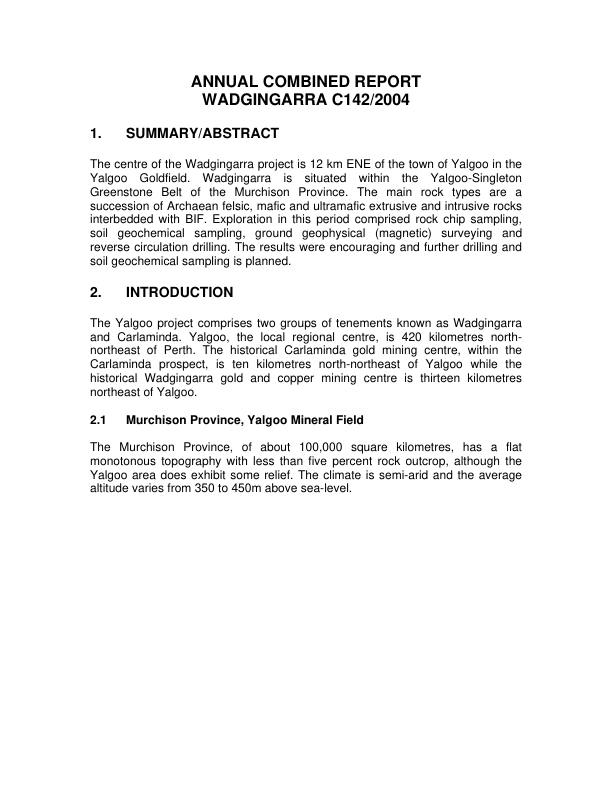 ANNUAL COMBINED REPORT
WADGINGARRA C142/2004
1. SUMMARY/ABSTRACT
The centre of the Wadgingarra project is 12 km ENE of the town of Yalgoo in the
Yalgoo Goldfield. Wadgingarra is situated within the Yalgoo-Singleton
Greenstone Belt of the Murchison Province. The main rock types are a
succession of Archaean felsic, mafic and ultramafic extrusive and intrusive rocks
interbedded with BIF. Exploration in this period comprised rock chip sampling,
soil geochemical sampling, ground geophysical (magnetic) surveying and
reverse circulation drilling. The results were encouraging and further drilling and
soil geochemical sampling is planned.
2. INTRODUCTION
The Yalgoo project comprises two groups of tenements known as Wadgingarra
and Carlaminda. Yalgoo, the local regional centre, is 420 kilometres north-
northeast of Perth. The historical Carlaminda gold mining centre, within the
Carlaminda prospect, is ten kilometres north-northeast of Yalgoo while the
historical Wadgingarra gold and copper mining centre is thirteen kilometres
northeast of Yalgoo.
2.1 Murchison Province, Yalgoo Mineral Field
The Murchison Province, of about 100,000 square kilometres, has a flat
monotonous topography with less than five percent rock outcrop, although the
Yalgoo area does exhibit some relief. The climate is semi-arid and the average
altitude varies from 350 to 450m above sea-level.